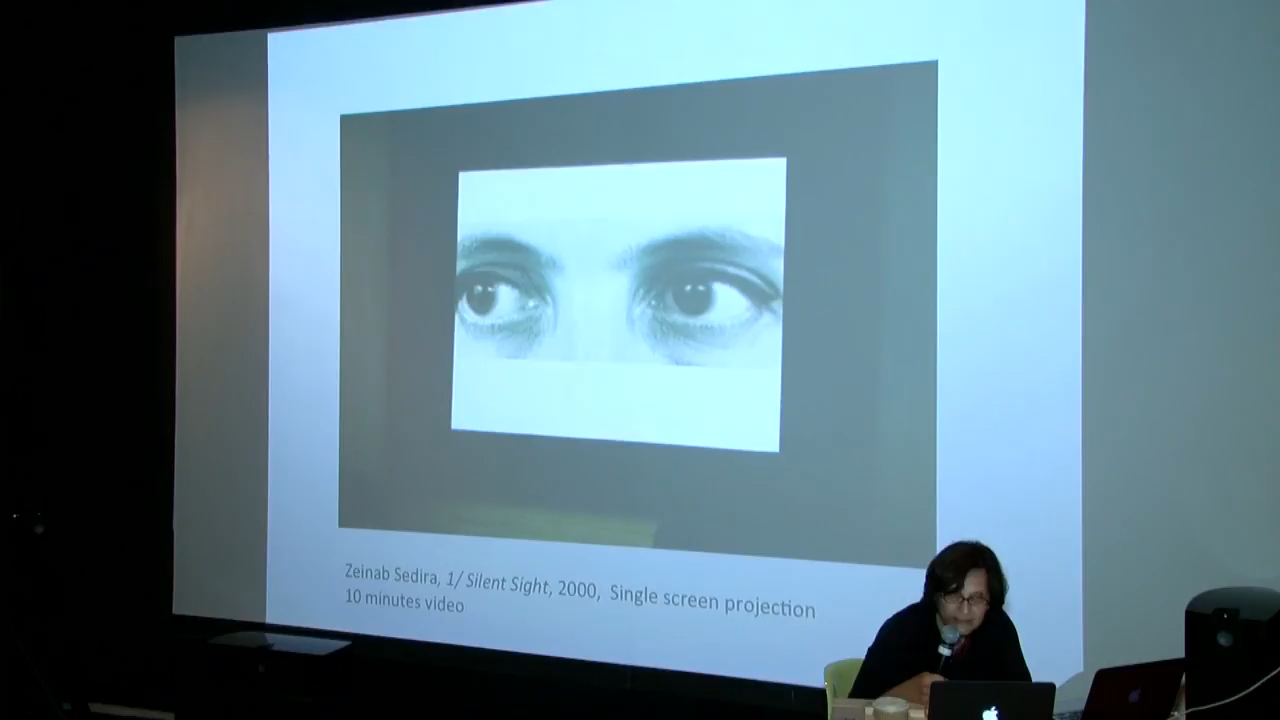 Zeinab Sedira, 1/ Silent Sight, 2000,  Single screen projection
10 minutes video